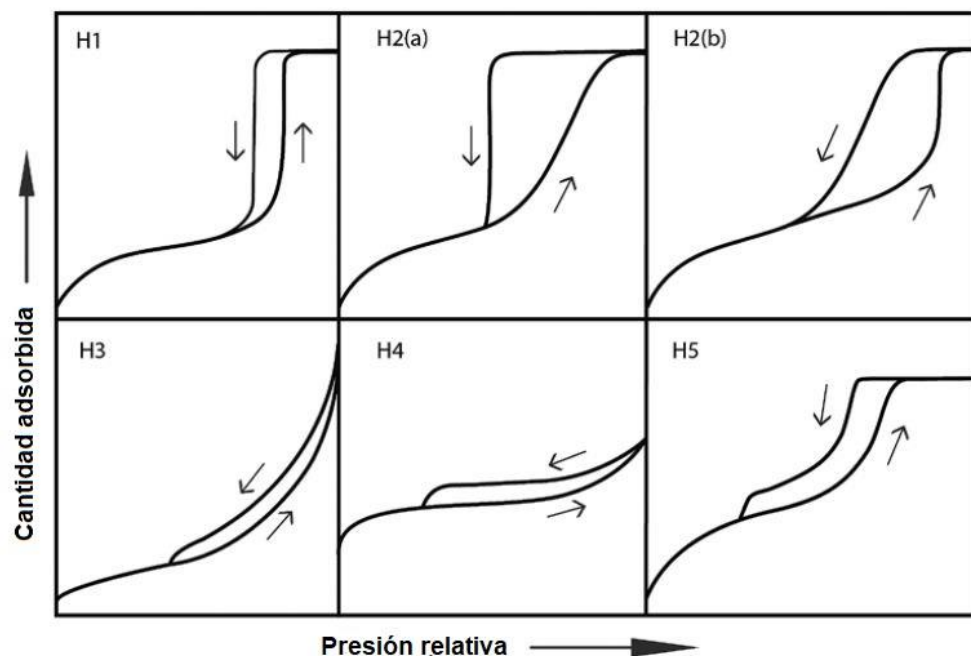 H1
H2(a)
H2(b)
H3
H4
H5
Cantidad adsorbida
Presión relativa